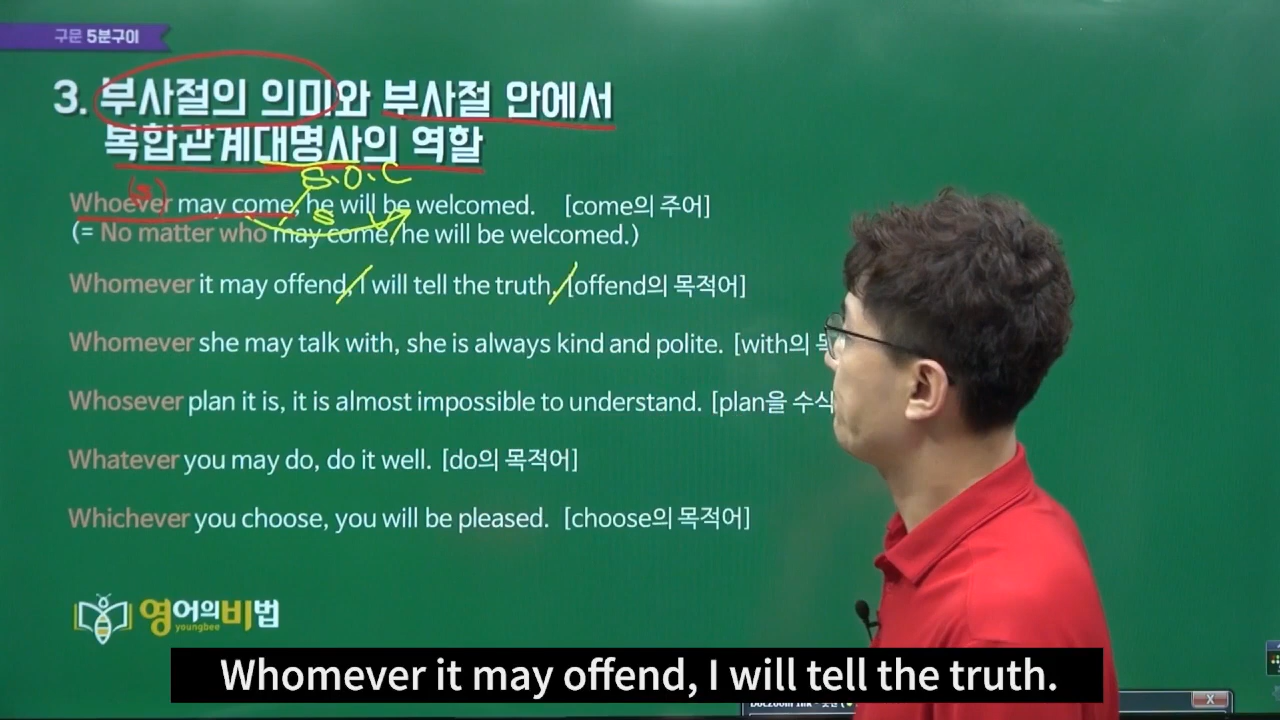 구문 5분구이
3. 부사절의 의미와 부사절 안에서
복합관계대명사의 역할
(s)
S. O. C
Whoever may come, he will be welcomed. [come의 주어]
s v
(= No matter who may come, he will be welcomed.)
Whomever it may offend, I will tell the truth. [offend의 목적어]
Whomever she may talk with, she is always kind and polite. [with의
Whosever plan it is, it is almost impossible to understand. [plan을 수식
Whatever you may do, do it well. [do의 목적어]
Whichever you choose, you will be pleased. [choose의 목적어]
영어의비법
youngbee
Whomever it may offend, I will tell the truth.
X